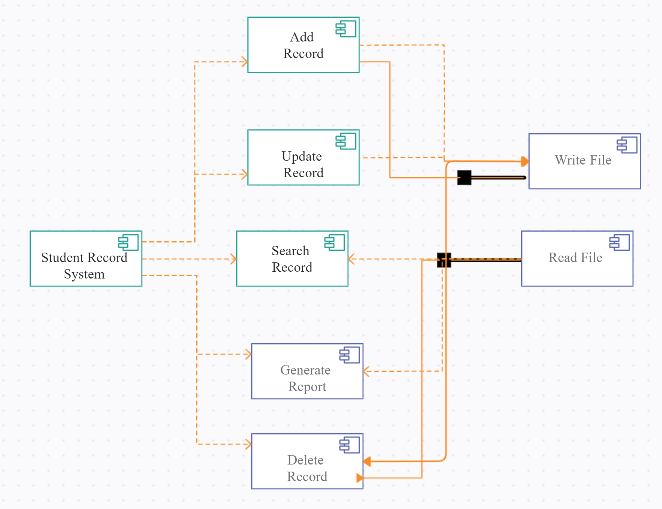 Add
Record
Update
Record
Write File
Student Record
System
Search
Record
Read File
Generate
Report
Delete
Record